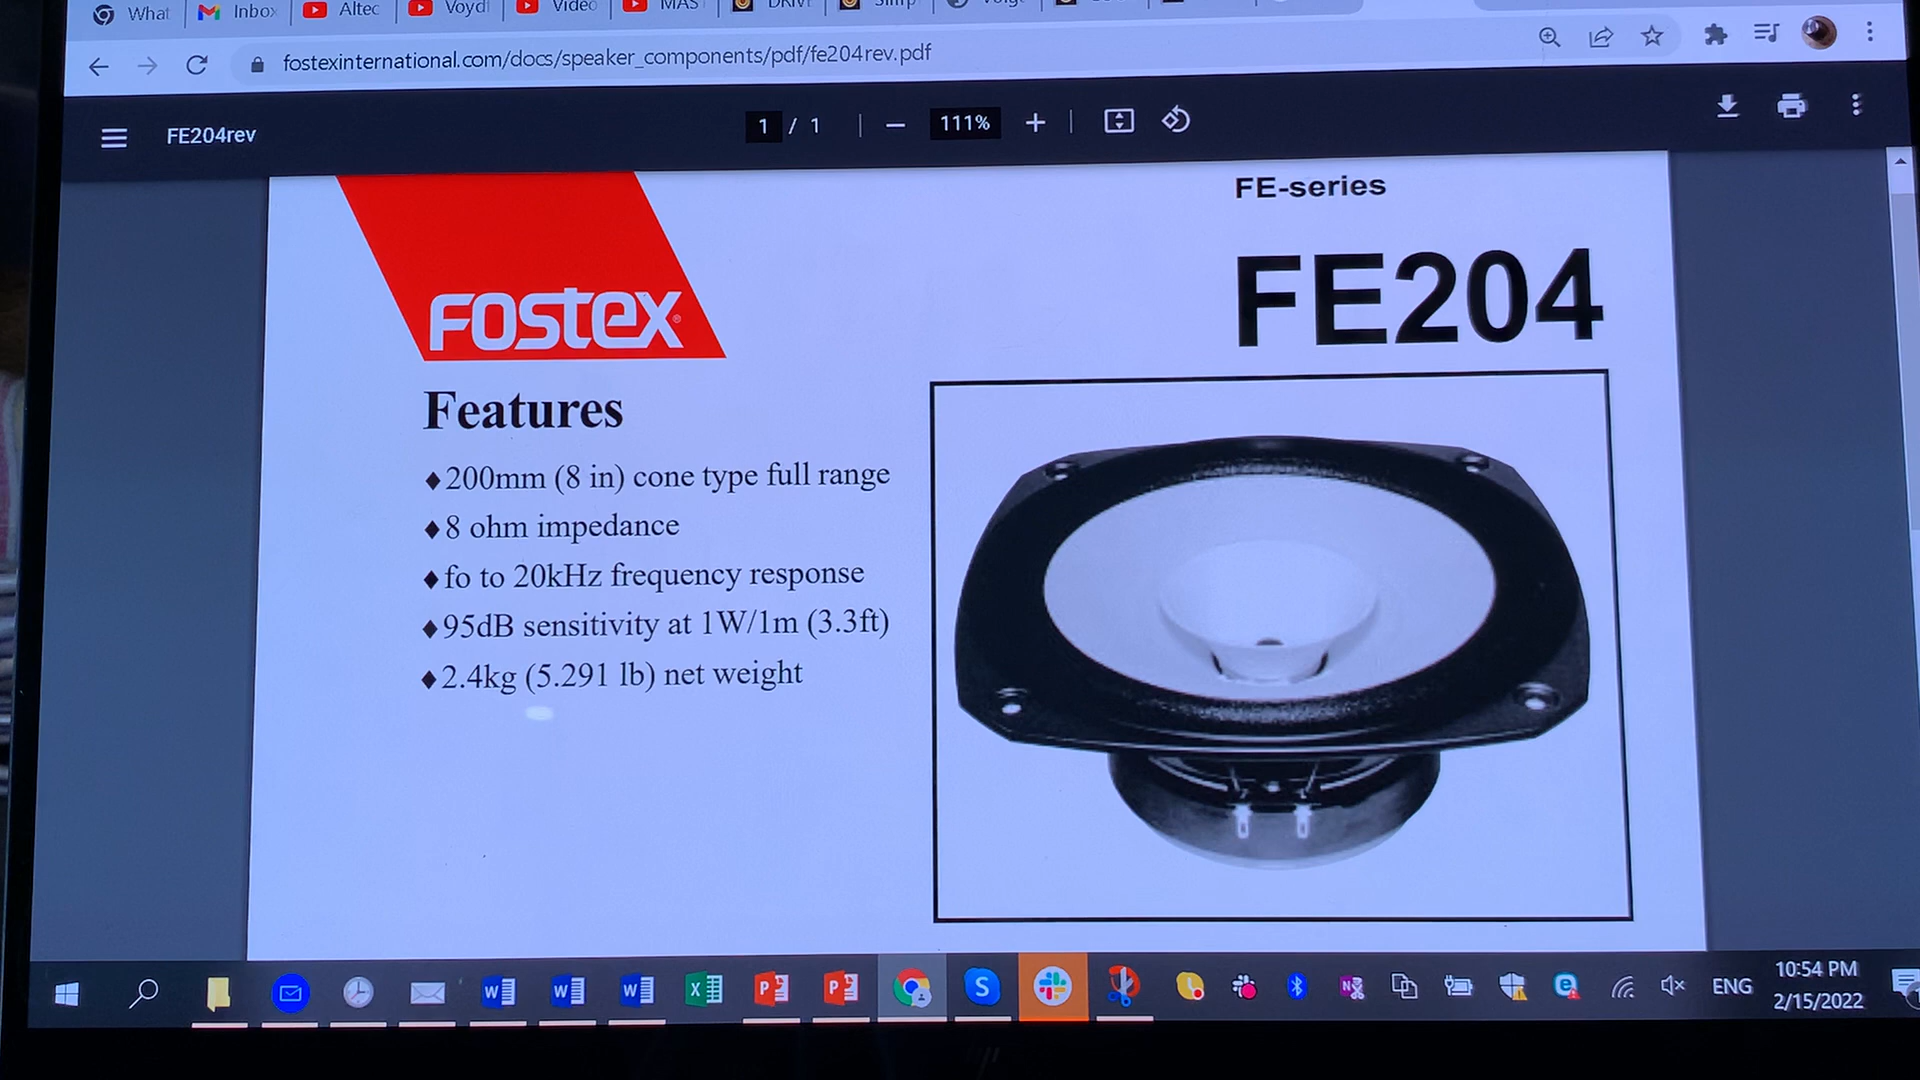 What
Inbox
Altec
Voyd
Video
MAS
fostexinternational.com/docs/speaker_components/pdf/fe204rev.pdf
FE204rev
1 / 1
111%
FE-series
FOSTEX®
FE204
Features
♦200mm (8 in) cone type full range
♦8 ohm impedance
♦fo to 20kHz frequency response
♦95dB sensitivity at 1W/1m (3.3ft)
♦2.4kg (5.291 lb) net weight
ENG
10:54 PM
2/15/2022